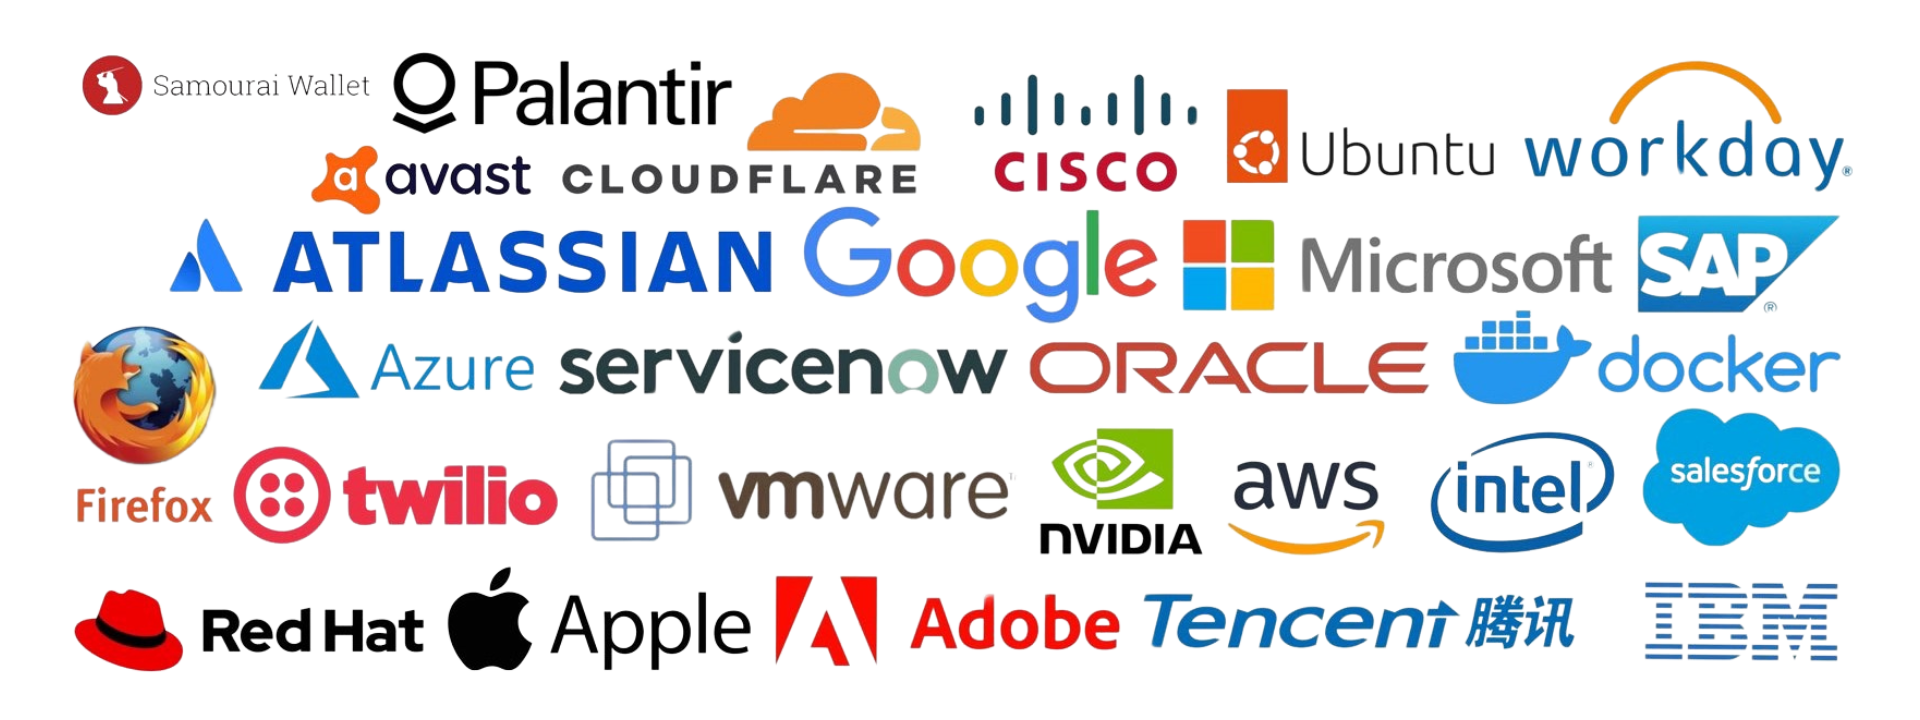 Samourai Wallet
Palantir
CISCO
Ubuntu
workday®
avast
CLOUDFLARE
ATLASSIAN
Google
Microsoft
SAP®
Azure
servicenow
ORACLE
docker
Firefox
twilio
vmware™
NVIDIA
aws
intel®
salesforce
Red Hat
Apple
Adobe
Tencent 腾讯
IBM